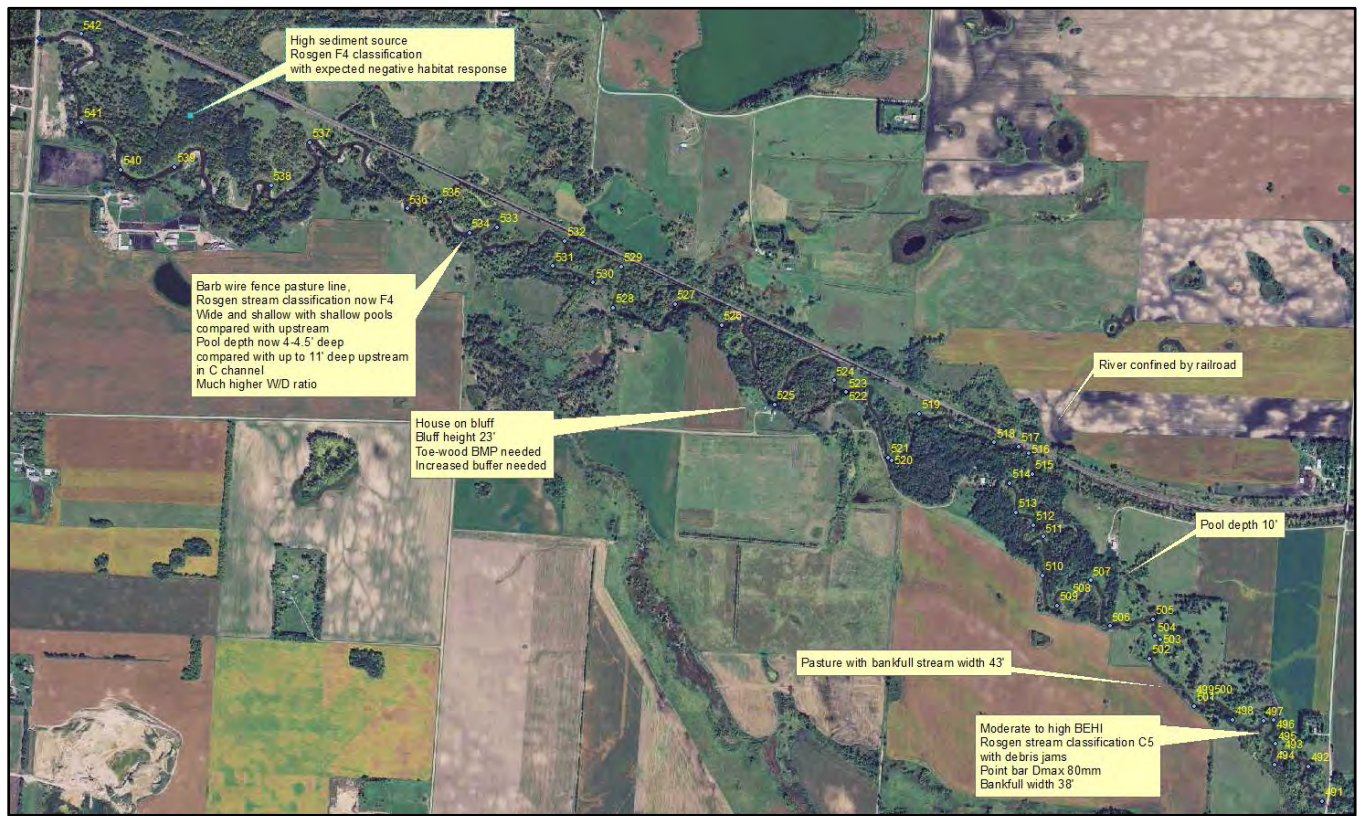 542
High sediment source
Rosgen F4 classification
with expected negative habitat response
541
537
540
539
538
535
536
533
534
532
531
529
530
Barb wire fence pasture line,
Rosgen stream classification now F4
Wide and shallow with shallow pools
compared with upstream
Pool depth now 4-4.5' deep
compared with up to 11' deep upstream
in C channel
Much higher W/D ratio
528
527
526
River confined by railroad
524
523
522
525
519
House on bluff
Bluff height 23'
Toe-wood BMP needed
Increased buffer needed
518
517
516
521
520
515
514
513
512
511
Pool depth 10'
510
507
508
509
506
505
504
503
502
Pasture with bankfull stream width 43'
499
500
501
498
497
496
Moderate to high BEHI
Rosgen stream classification C5
with debris jams
Point bar Dmax 80mm
Bankfull width 38'
495
493
494
492
491